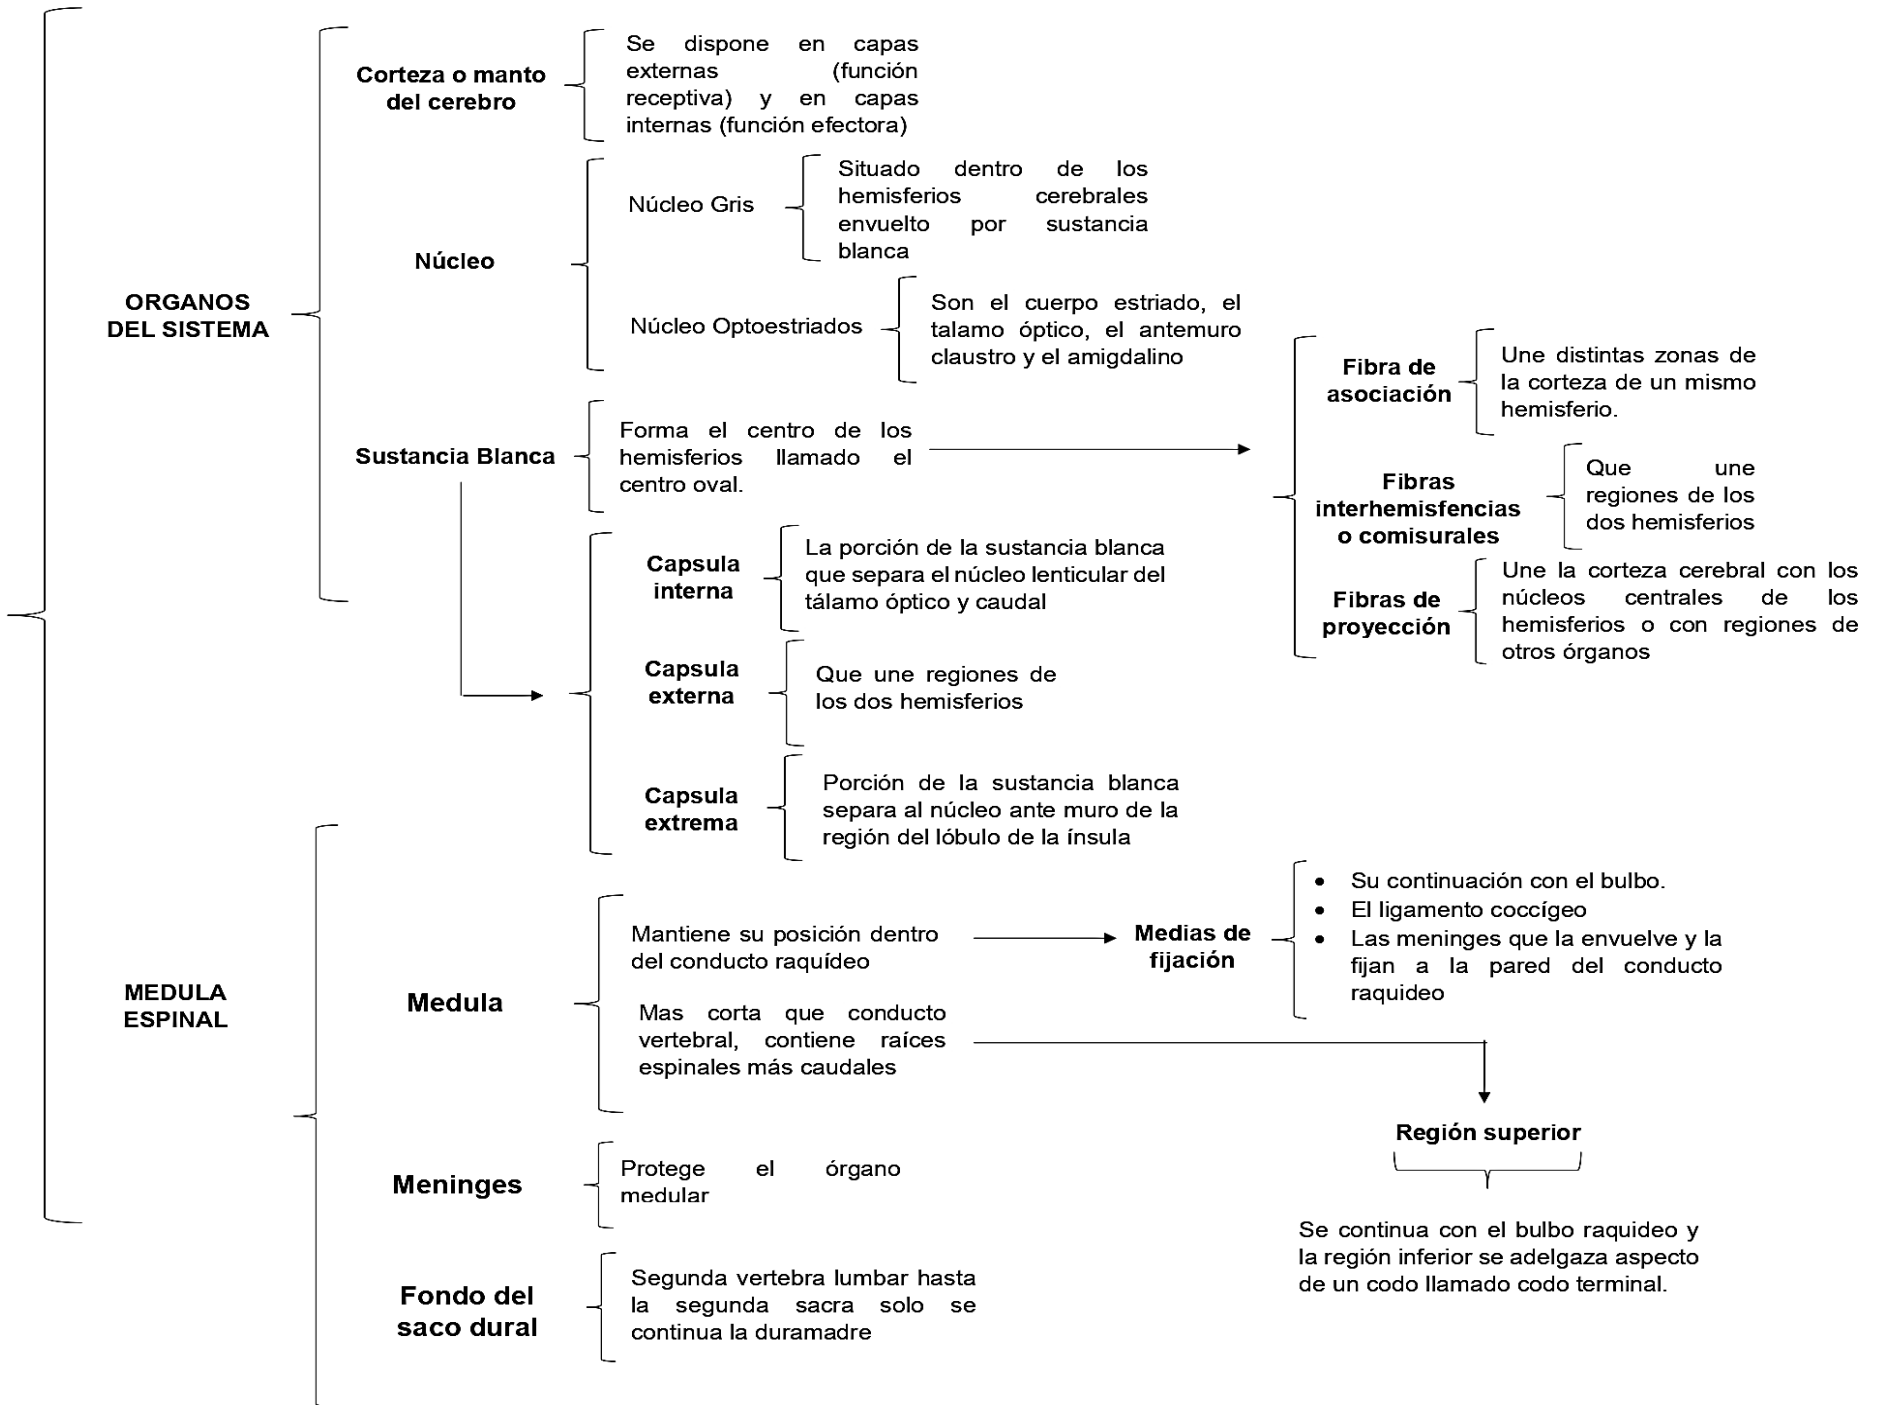 ORGANOS
DEL SISTEMA
Corteza o manto
del cerebro
Se dispone en capas
externas (función
receptiva) y en capas
internas (función efectora)
Núcleo
Núcleo Gris
Situado dentro de los
hemisferios cerebrales
envuelto por sustancia
blanca
Núcleo Optoestriados
Son el cuerpo estriado, el
talamo óptico, el antemuro
claustro y el amigdalino
Sustancia Blanca
Forma el centro de los
hemisferios llamado el
centro oval.
Fibra de
asociación
Une distintas zonas de
la corteza de un mismo
hemisferio.
Fibras
interhemisfencias
o comisurales
Que une
regiones de los
dos hemisferios
Fibras de
proyección
Une la corteza cerebral con los
núcleos centrales de los
hemisferios o con regiones de
otros órganos
Capsula
interna
La porción de la sustancia blanca
que separa el núcleo lenticular del
tálamo óptico y caudal
Capsula
externa
Que une regiones de
los dos hemisferios
Capsula
extrema
Porción de la sustancia blanca
separa al núcleo ante muro de la
región del lóbulo de la ínsula
MEDULA
ESPINAL
Medula
Mantiene su posición dentro
del conducto raquídeo
Medias de
fijación
• Su continuación con el bulbo.
• El ligamento coccígeo
• Las meninges que la envuelve y la
fijan a la pared del conducto
raquideo
Mas corta que conducto
vertebral, contiene raíces
espinales más caudales
Región superior
Se continua con el bulbo raquideo y
la región inferior se adelgaza aspecto
de un codo llamado codo terminal.
Meninges
Protege el órgano
medular
Fondo del
saco dural
Segunda vertebra lumbar hasta
la segunda sacra solo se
continua la duramadre